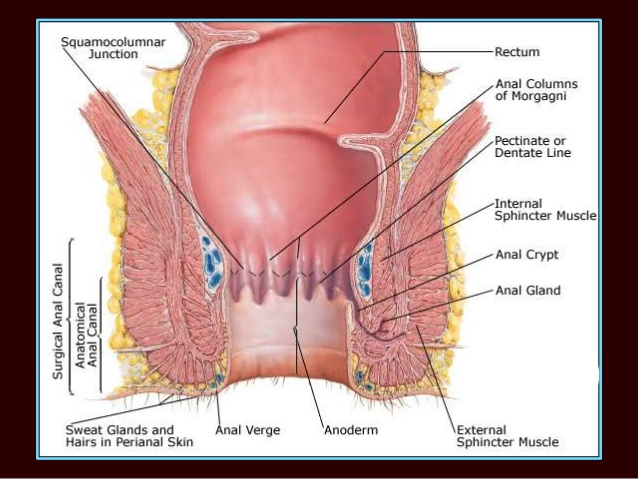 Squamocolumnar
Junction
Rectum
Anal Columns
of Morgagni
Pectinate or
Dentate Line
Internal
Sphincter Muscle
Anal Crypt
Anal Gland
Surgical Anal Canal
Anatomical
Anal Canal
Sweat Glands and
Hairs in Perianal Skin
Anal Verge
Anoderm
External
Sphincter Muscle